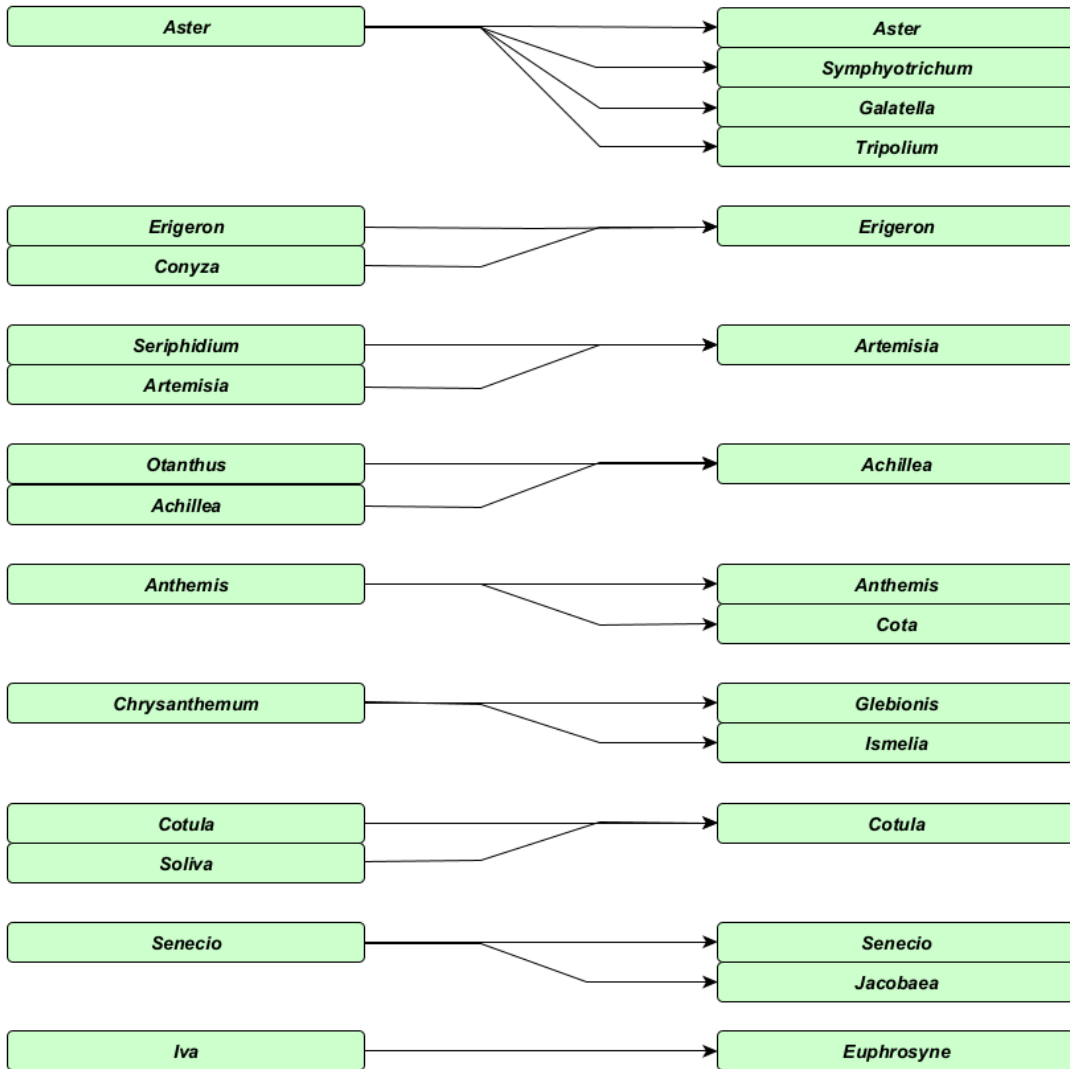 Aster
Aster
Symphyotrichum
Galatella
Tripolium
Erigeron
Erigeron
Conyza
Seriphidium
Artemisia
Artemisia
Otanthus
Achillea
Achillea
Anthemis
Anthemis
Cota
Chrysanthemum
Glebionis
Ismelia
Cotula
Cotula
Soliva
Senecio
Senecio
Jacobaea
Iva
Euphrosyne